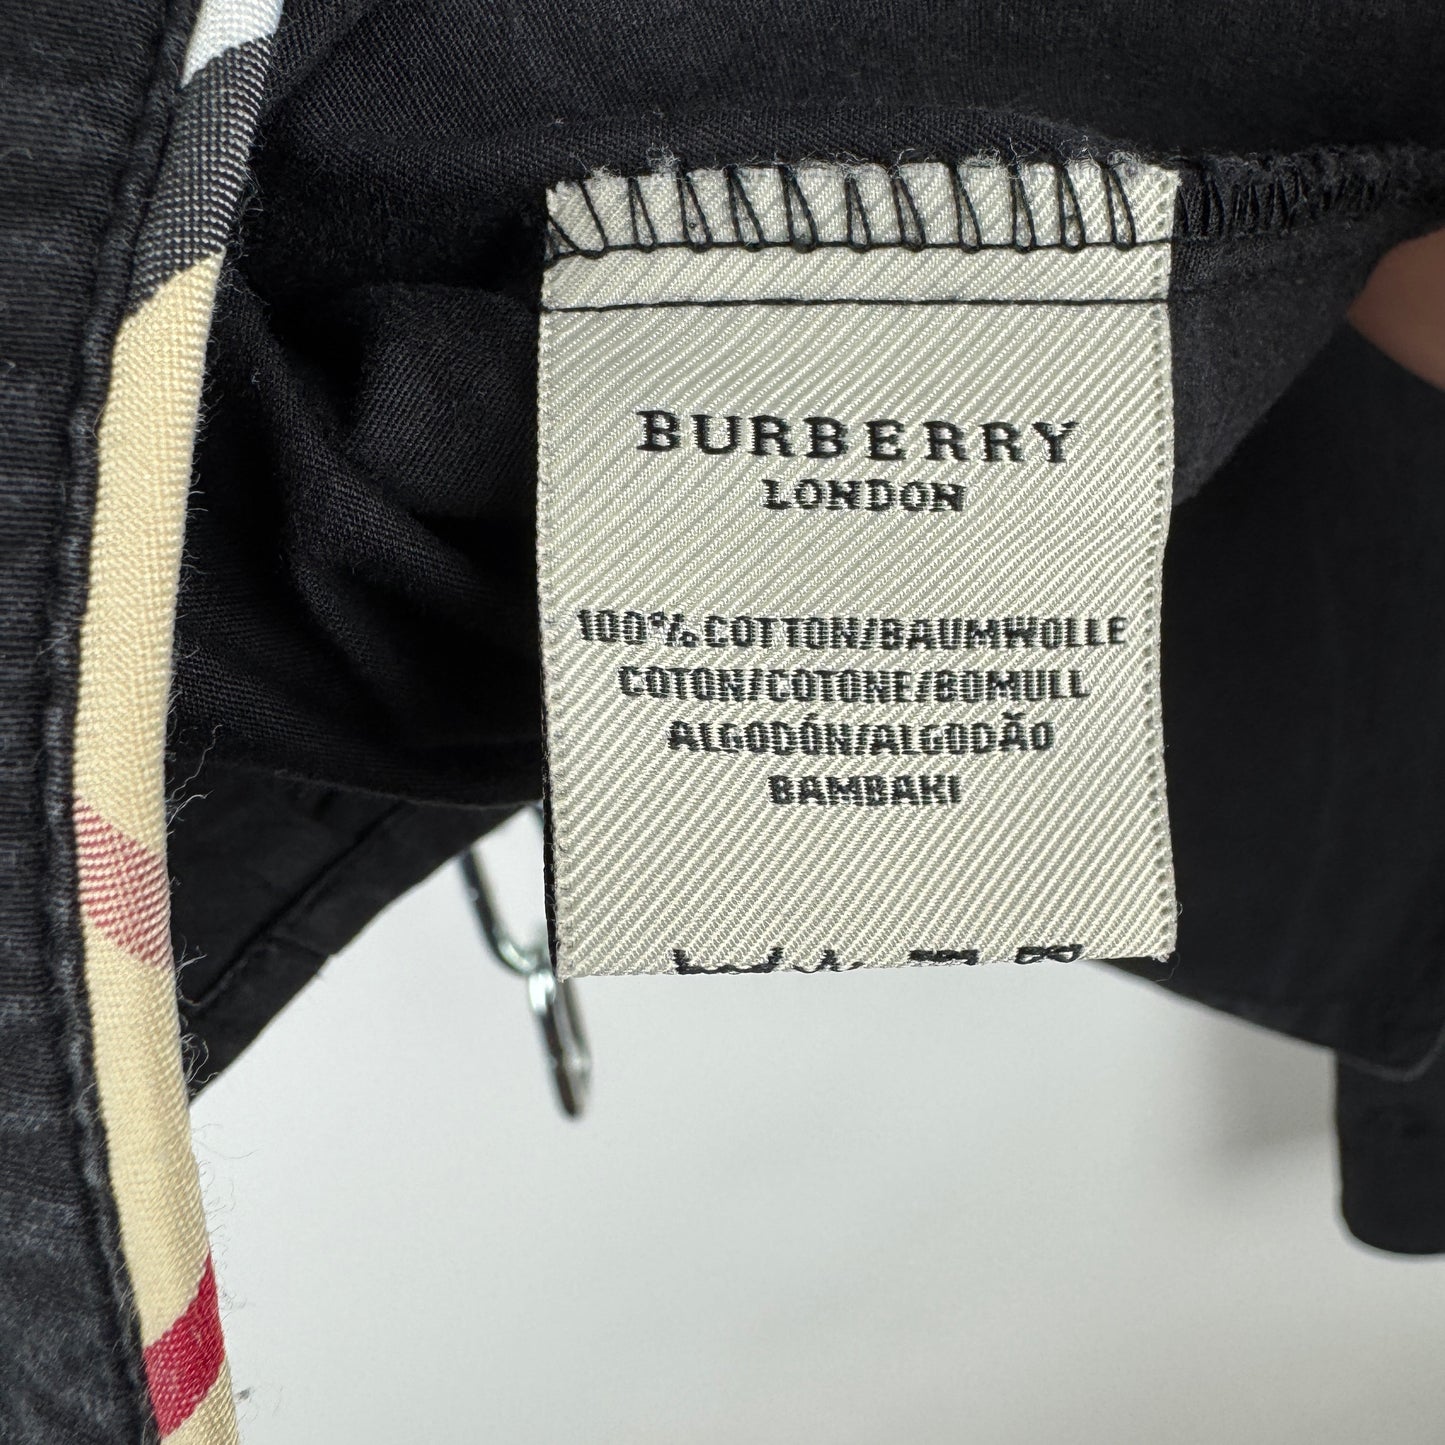 BURBERRY
LONDON
100% COTTON/BAUMWOLLE
COTON/COTONE/BOMULL
ALGODÓN/ALGODÃO
BAMBAKI